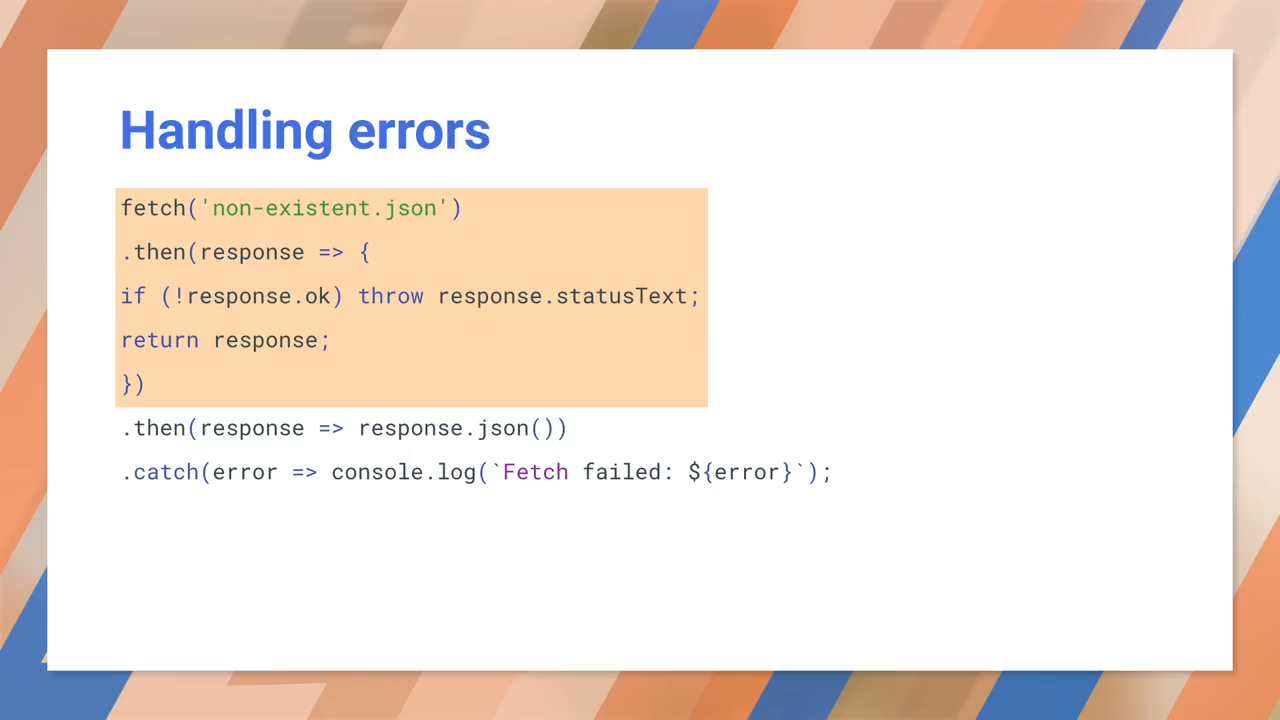 Handling errors
fetch('non-existent.json')
.then(response => {
if (!response.ok) throw response.statusText;
return response;
})
.then(response => response.json())
.catch(error => console.log(`Fetch failed: ${error}`);